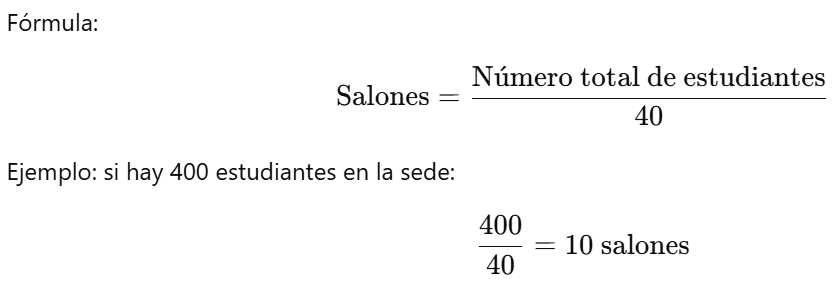 Fórmula:
Salones = Número total de estudiantes / 40
Ejemplo: si hay 400 estudiantes en la sede:
400 / 40 = 10 salones